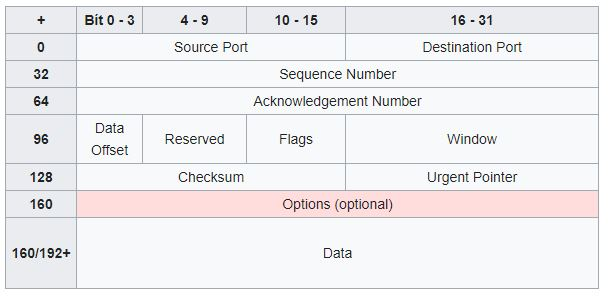 + Bit 0 - 3 4 - 9 10 - 15 16 - 31
0 Source Port Destination Port
32 Sequence Number
64 Acknowledgement Number
96 Data Offset Reserved Flags Window
128 Checksum Urgent Pointer
160 Options (optional)
160/192+ Data